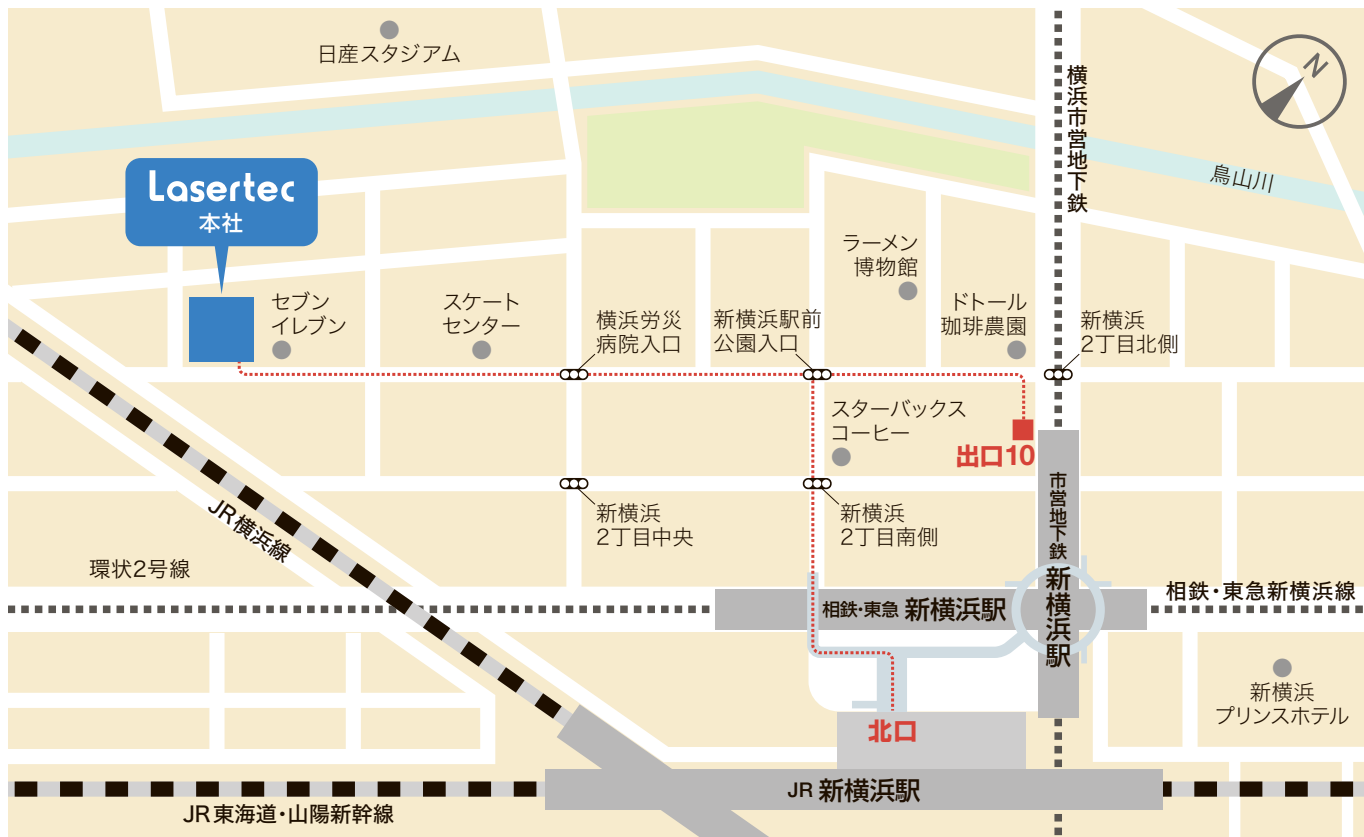 日産スタジアム
N
横浜市営地下鉄
鳥山川
Lasertec
本社
ラーメン
博物館
セブン
イレブン
スケート
センター
横浜労災
病院入口
新横浜駅前
公園入口
ドトール
珈琲農園
新横浜
2丁目北側
スターバックス
コーヒー
出口10
市営地下鉄
新横浜駅
新横浜
2丁目中央
新横浜
2丁目南側
JR横浜線
環状2号線
相鉄・東急新横浜線
相鉄・東急 新横浜駅
新横浜
プリンスホテル
北口
JR 新横浜駅
JR東海道・山陽新幹線